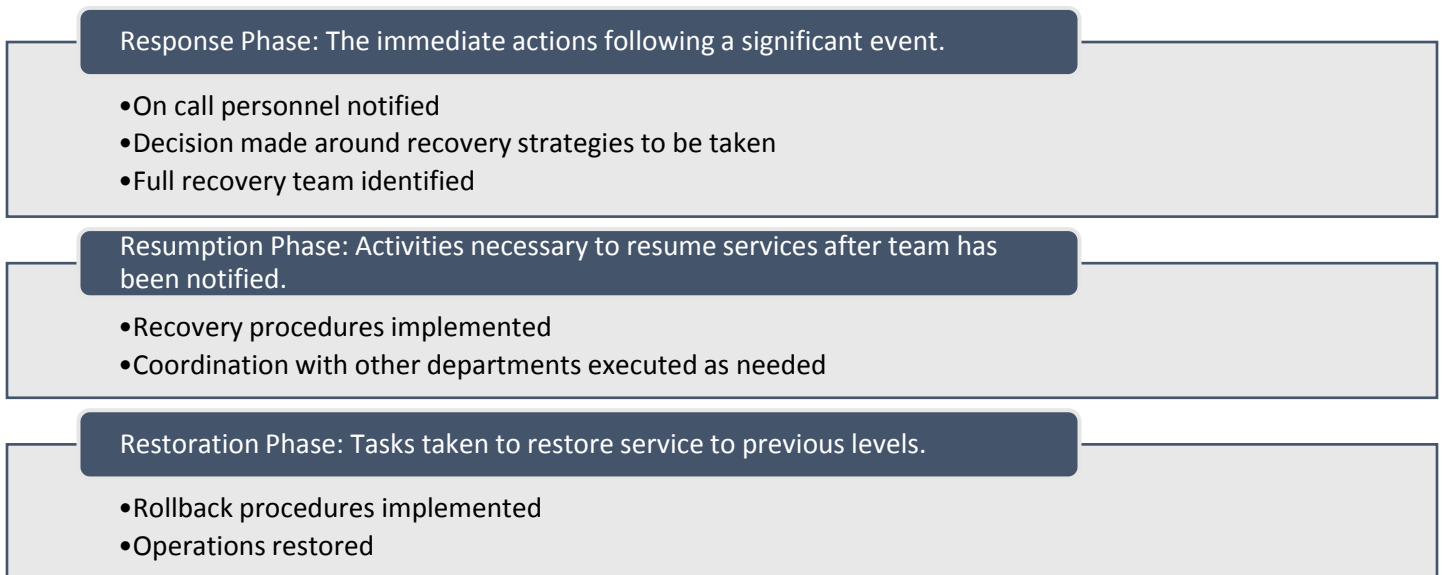 Response Phase: The immediate actions following a significant event.
•On call personnel notified
•Decision made around recovery strategies to be taken
•Full recovery team identified
Resumption Phase: Activities necessary to resume services after team has
been notified.
•Recovery procedures implemented
•Coordination with other departments executed as needed
Restoration Phase: Tasks taken to restore service to previous levels.
•Rollback procedures implemented
•Operations restored